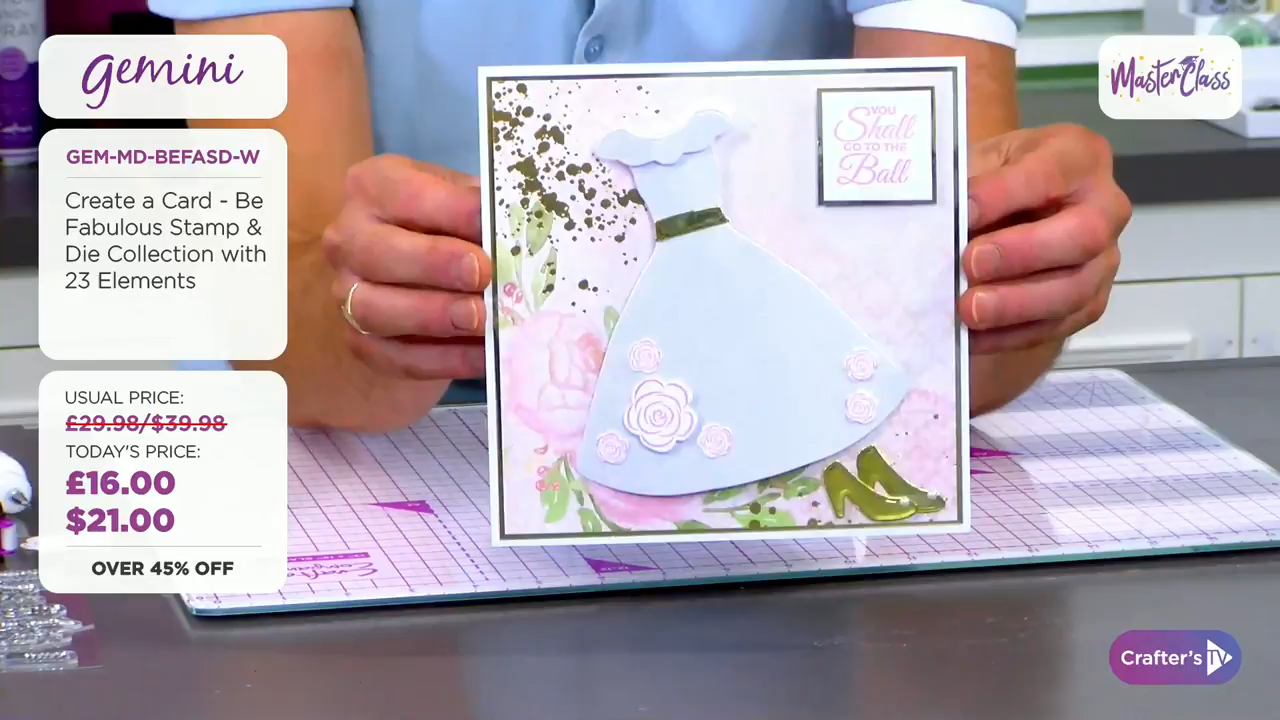 gemini
GEM-MD-BEFASD-W
Create a Card - Be
Fabulous Stamp &
Die Collection with
23 Elements
USUAL PRICE:
£29.98/$39.98
TODAY'S PRICE:
£16.00
$21.00
OVER 45% OFF
YOU
Shall
GO TO THE
Ball
MasterClass
Crafter's TV